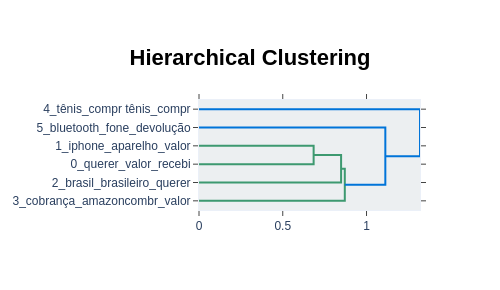 Hierarchical Clustering
4_tênis_compr tênis_compr
5_bluetooth_fone_devolução
1_iphone_aparelho_valor
0_querer_valor_recebi
2_brasil_brasileiro_querer
3_cobrança_amazoncombr_valor
0 0.5 1